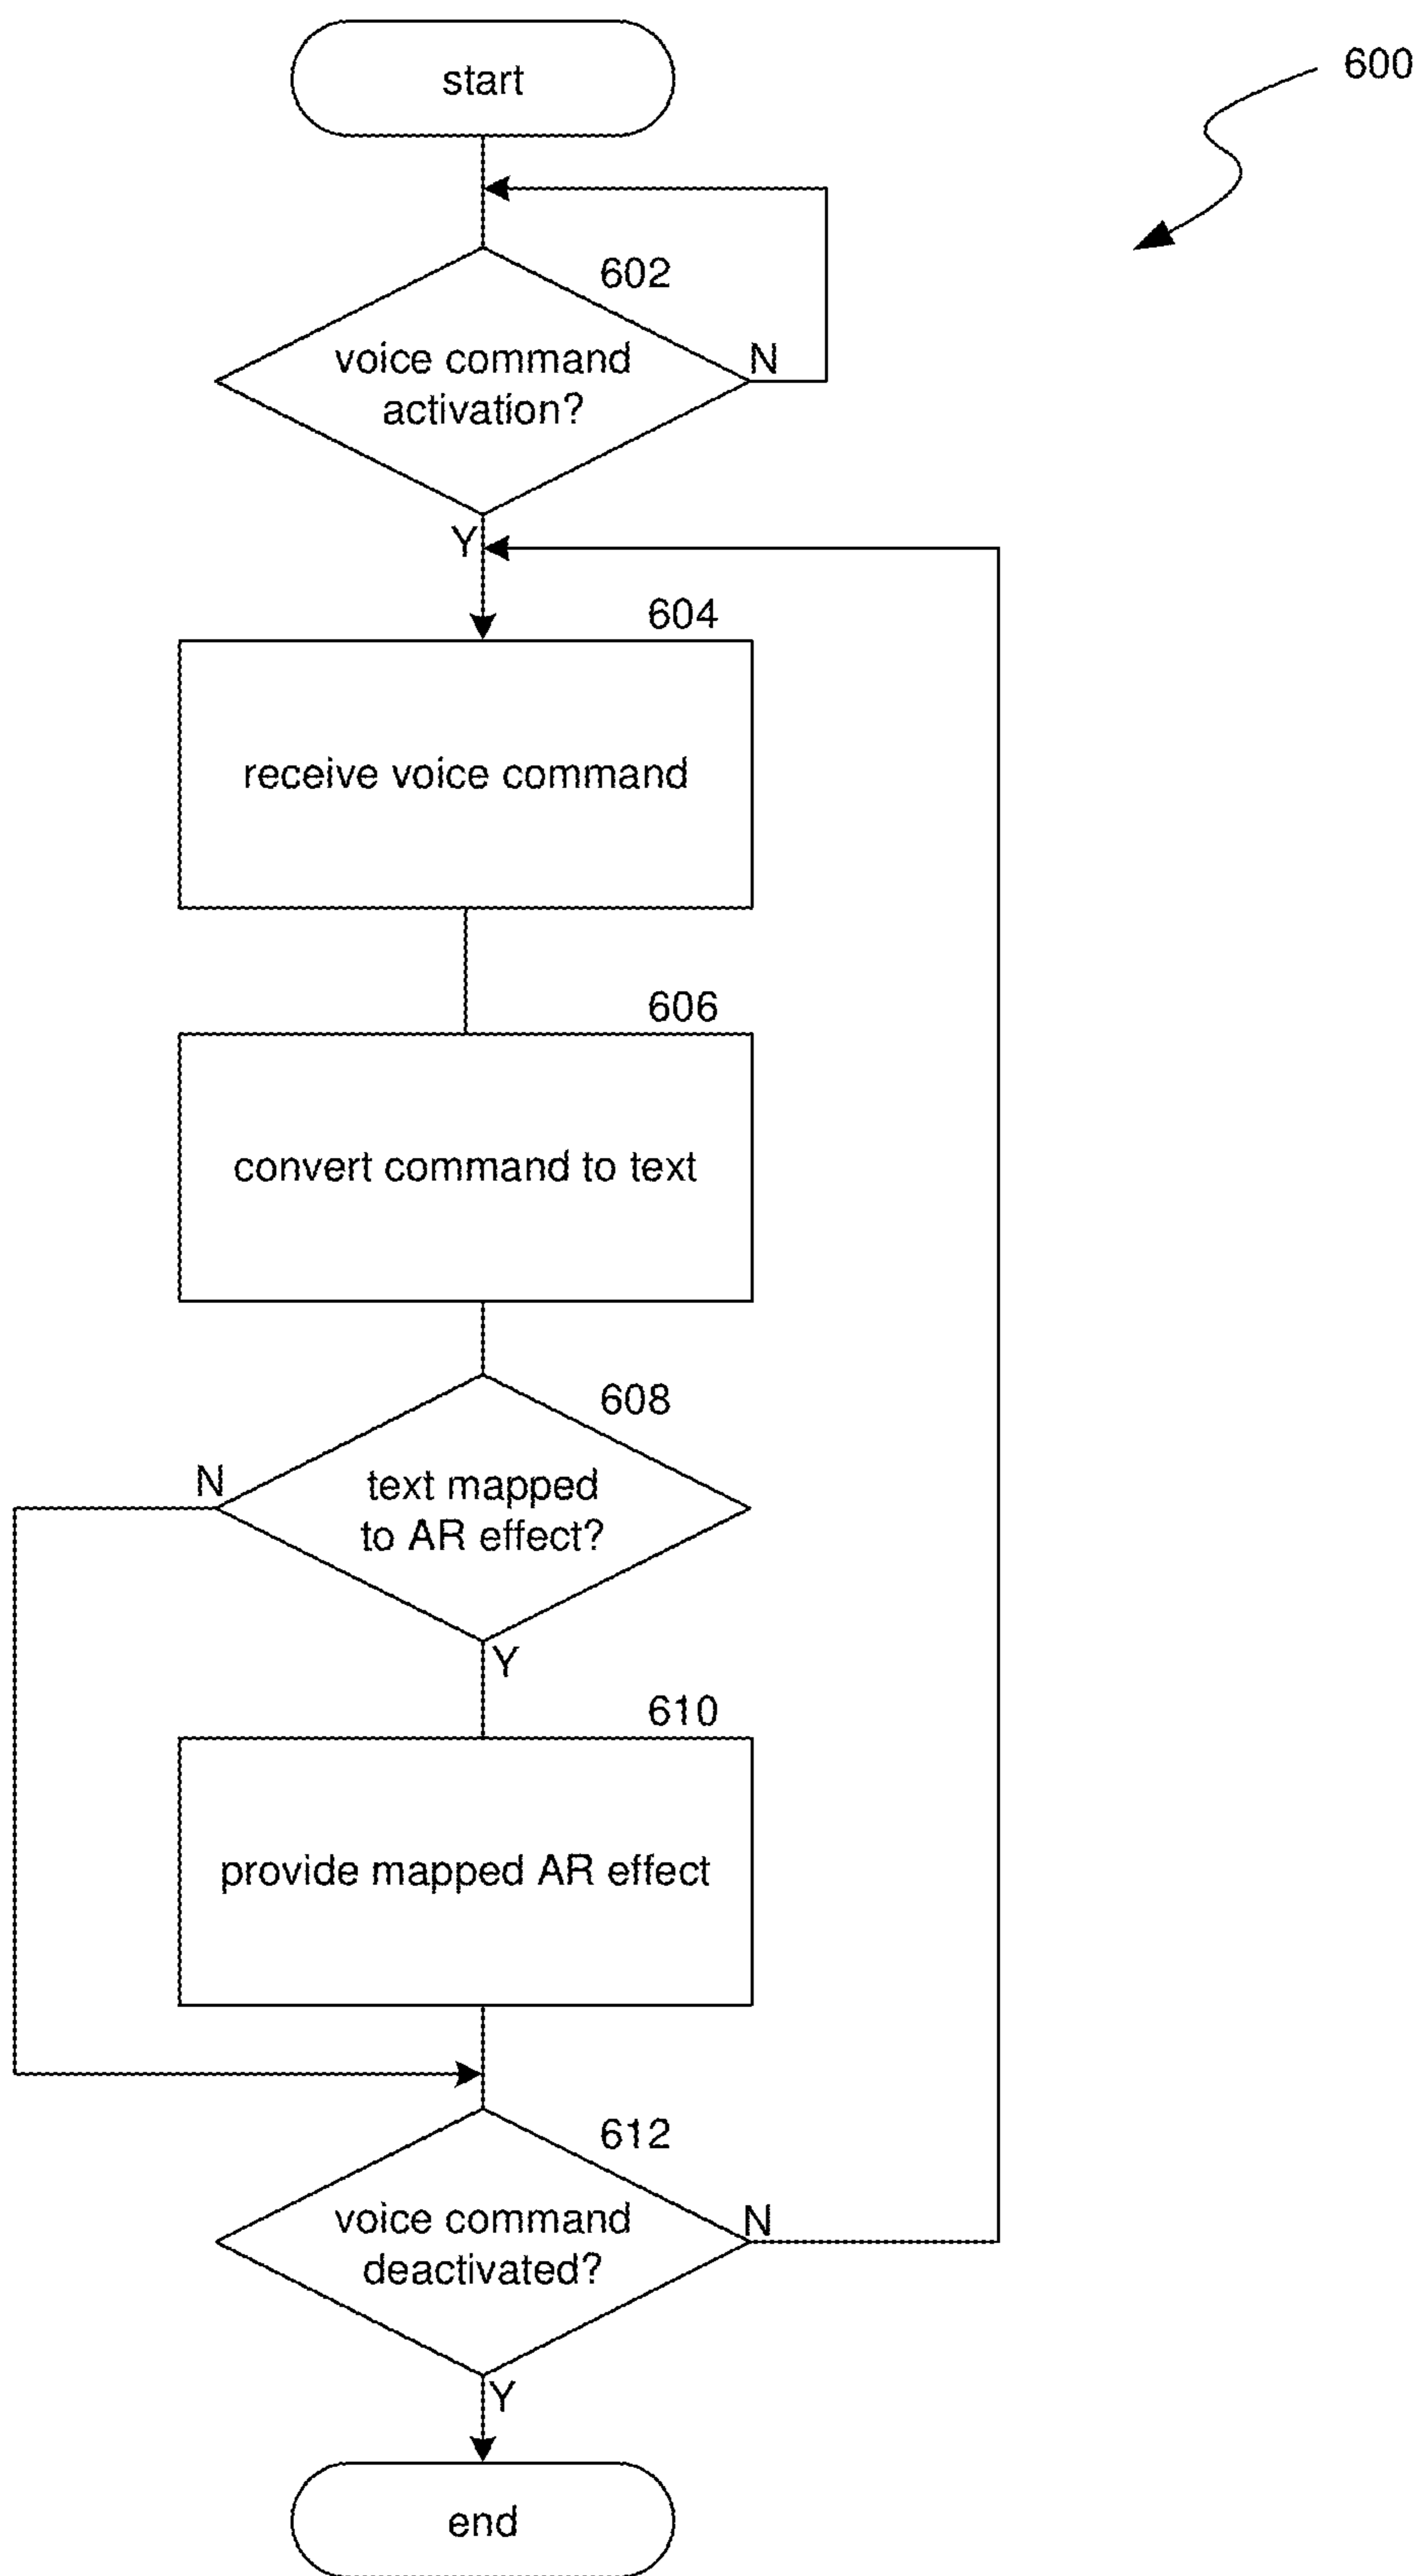 start
600
602
voice command
activation?
N
Y
604
receive voice command
606
convert command to text
608
N
text mapped
to AR effect?
Y
610
provide mapped AR effect
612
voice command
deactivated?
N
Y
end